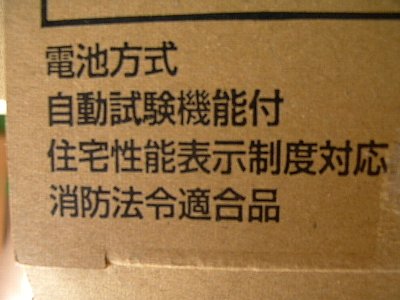 電池方式
自動試験機能付
住宅性能表示制度対応
消防法令適合品